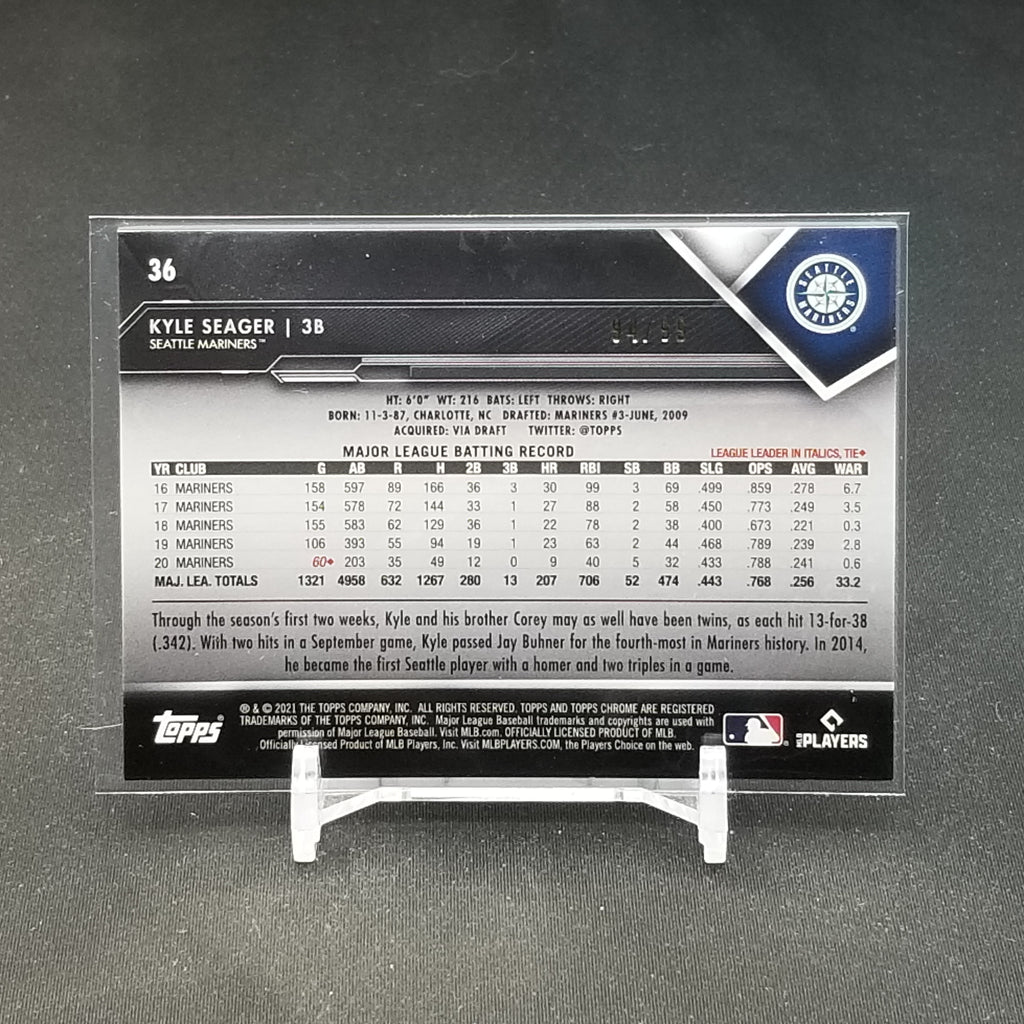 36
SEATTLE MARINERS
KYLE SEAGER | 3B
SEATTLE MARINERS™
HT: 6'0" WT: 216 BATS: LEFT THROWS: RIGHT
BORN: 11-3-87, CHARLOTTE, NC DRAFTED: MARINERS #3-JUNE, 2009
ACQUIRED: VIA DRAFT TWITTER: @TOPPS
MAJOR LEAGUE BATTING RECORD LEAGUE LEADER IN ITALICS, TIE◆
YR CLUB G AB R H 2B 3B HR RBI SB BB SLG OPS AVG WAR
16 MARINERS 158 597 89 166 36 3 30 99 3 69 .499 .859 .278 6.7
17 MARINERS 154 578 72 144 33 1 27 88 2 58 .450 .773 .249 3.5
18 MARINERS 155 583 62 129 36 1 22 78 2 38 .400 .673 .221 0.3
19 MARINERS 106 393 55 94 19 1 23 63 2 44 .468 .789 .239 2.8
20 MARINERS 60◆ 203 35 49 12 0 9 40 5 32 .433 .788 .241 0.6
MAJ. LEA. TOTALS 1321 4958 632 1267 280 13 207 706 52 474 .443 .768 .256 33.2
Through the season's first two weeks, Kyle and his brother Corey may as well have been twins, as each hit 13-for-38
(.342). With two hits in a September game, Kyle passed Jay Buhner for the fourth-most in Mariners history. In 2014,
he became the first Seattle player with a homer and two triples in a game.
topps®
® & © 2021 THE TOPPS COMPANY, INC. ALL RIGHTS RESERVED. TOPPS AND TOPPS CHROME ARE REGISTERED
TRADEMARKS OF THE TOPPS COMPANY, INC. Major League Baseball trademarks and copyrights are used with
permission of Major League Baseball. Visit MLB.com. OFFICIALLY LICENSED PRODUCT OF MLB.
Officially Licensed Product of MLB Players, Inc. Visit MLBPLAYERS.COM, the Players Choice on the web.
MLB PLAYERS